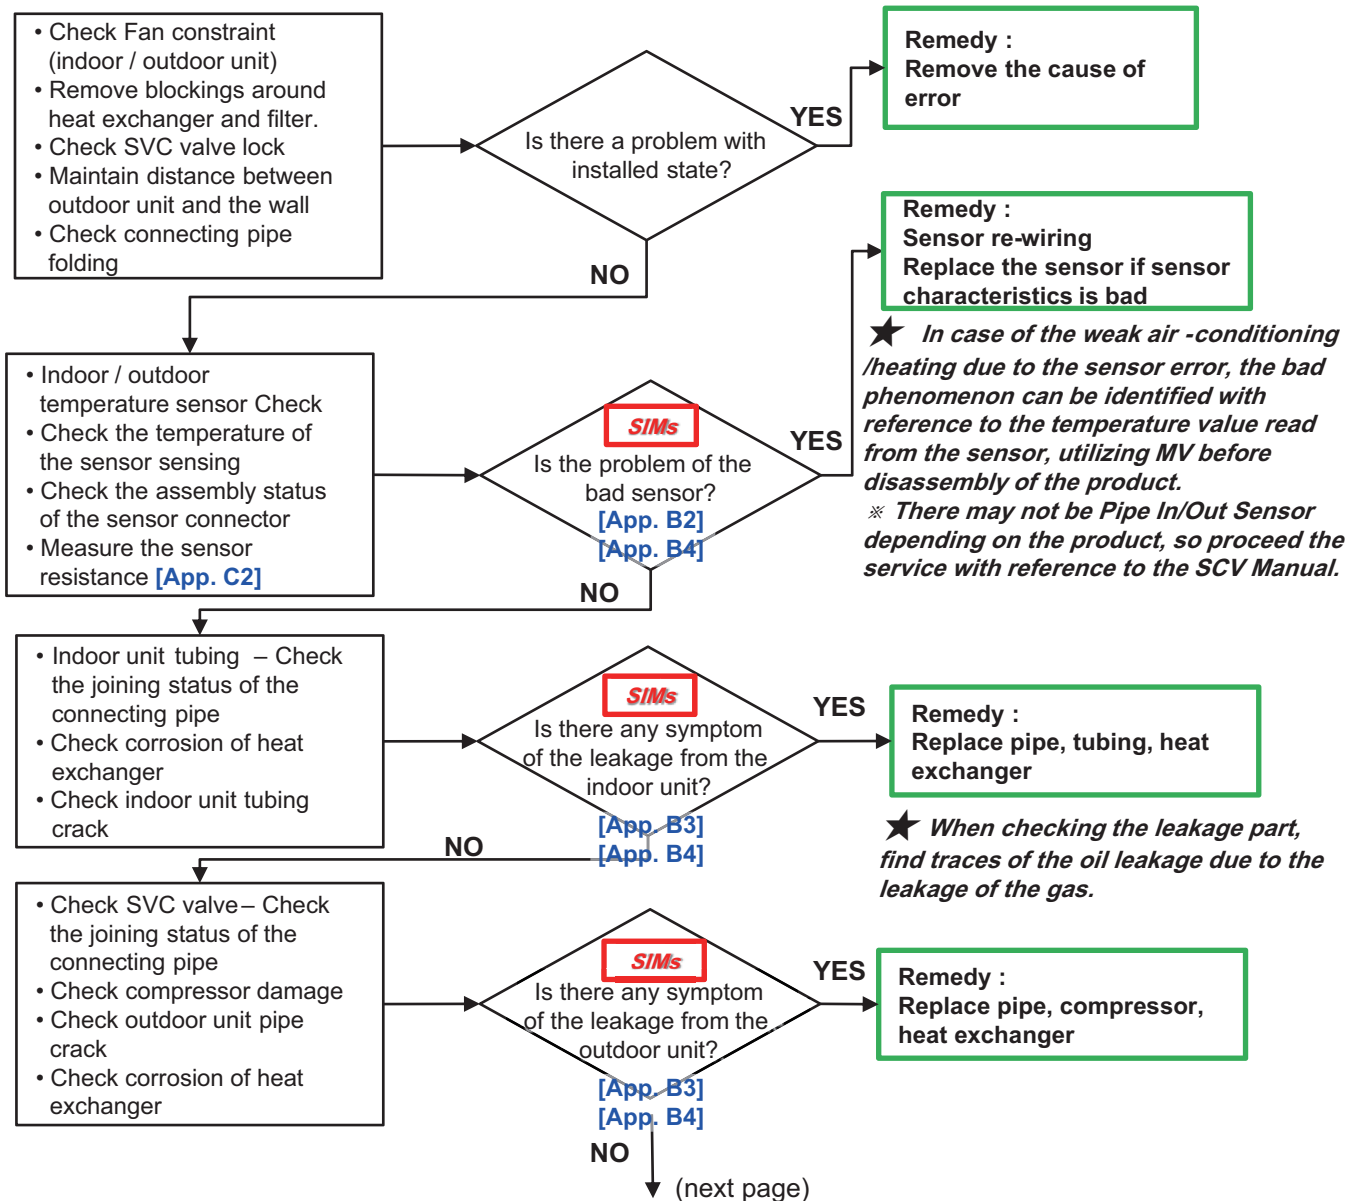 • Check Fan constraint
(indoor / outdoor unit)
• Remove blockings around
heat exchanger and filter.
• Check SVC valve lock
• Maintain distance between
outdoor unit and the wall
• Check connecting pipe
folding
Is there a problem with
installed state?
YES
Remedy :
Remove the cause of
error
NO
• Indoor / outdoor
temperature sensor Check
• Check the temperature of
the sensor sensing
• Check the assembly status
of the sensor connector
• Measure the sensor
resistance [App. C2]
SIMs
Is the problem of the
bad sensor?
[App. B2]
[App. B4]
YES
Remedy :
Sensor re-wiring
Replace the sensor if sensor
characteristics is bad
★ In case of the weak air -conditioning
/heating due to the sensor error, the bad
phenomenon can be identified with
reference to the temperature value read
from the sensor, utilizing MV before
disassembly of the product.
※ There may not be Pipe In/Out Sensor
depending on the product, so proceed the
service with reference to the SCV Manual.
NO
• Indoor unit tubing – Check
the joining status of the
connecting pipe
• Check corrosion of heat
exchanger
• Check indoor unit tubing
crack
SIMs
Is there any symptom
of the leakage from the
indoor unit?
[App. B3]
[App. B4]
YES
Remedy :
Replace pipe, tubing, heat
exchanger
★ When checking the leakage part,
find traces of the oil leakage due to the
leakage of the gas.
NO
• Check SVC valve – Check
the joining status of the
connecting pipe
• Check compressor damage
• Check outdoor unit pipe
crack
• Check corrosion of heat
exchanger
SIMs
Is there any symptom
of the leakage from the
outdoor unit?
[App. B3]
[App. B4]
YES
Remedy :
Replace pipe, compressor,
heat exchanger
NO
(next page)